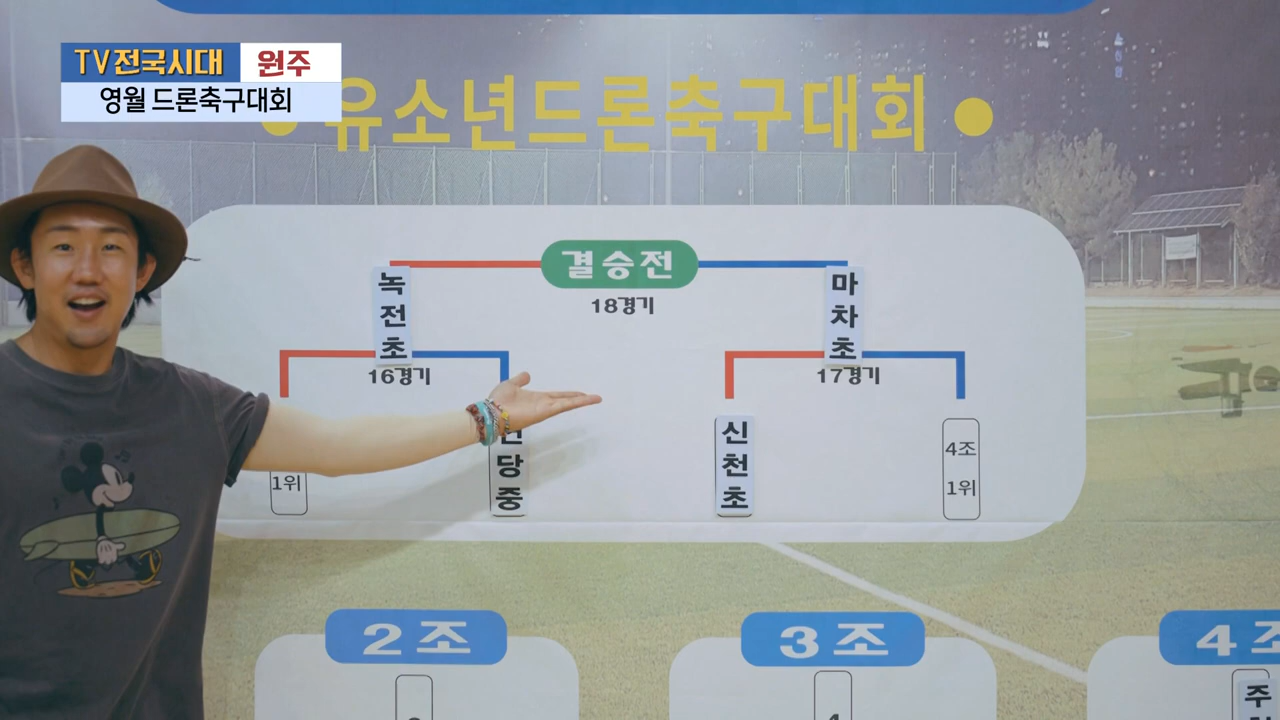 TV전국시대 원주
영월 드론축구대회
유소년드론축구대회
결승전
18경기
녹전초
마차초
16경기
17경기
당중
신천초
4조
1위
1위
2조
3조
4조
주